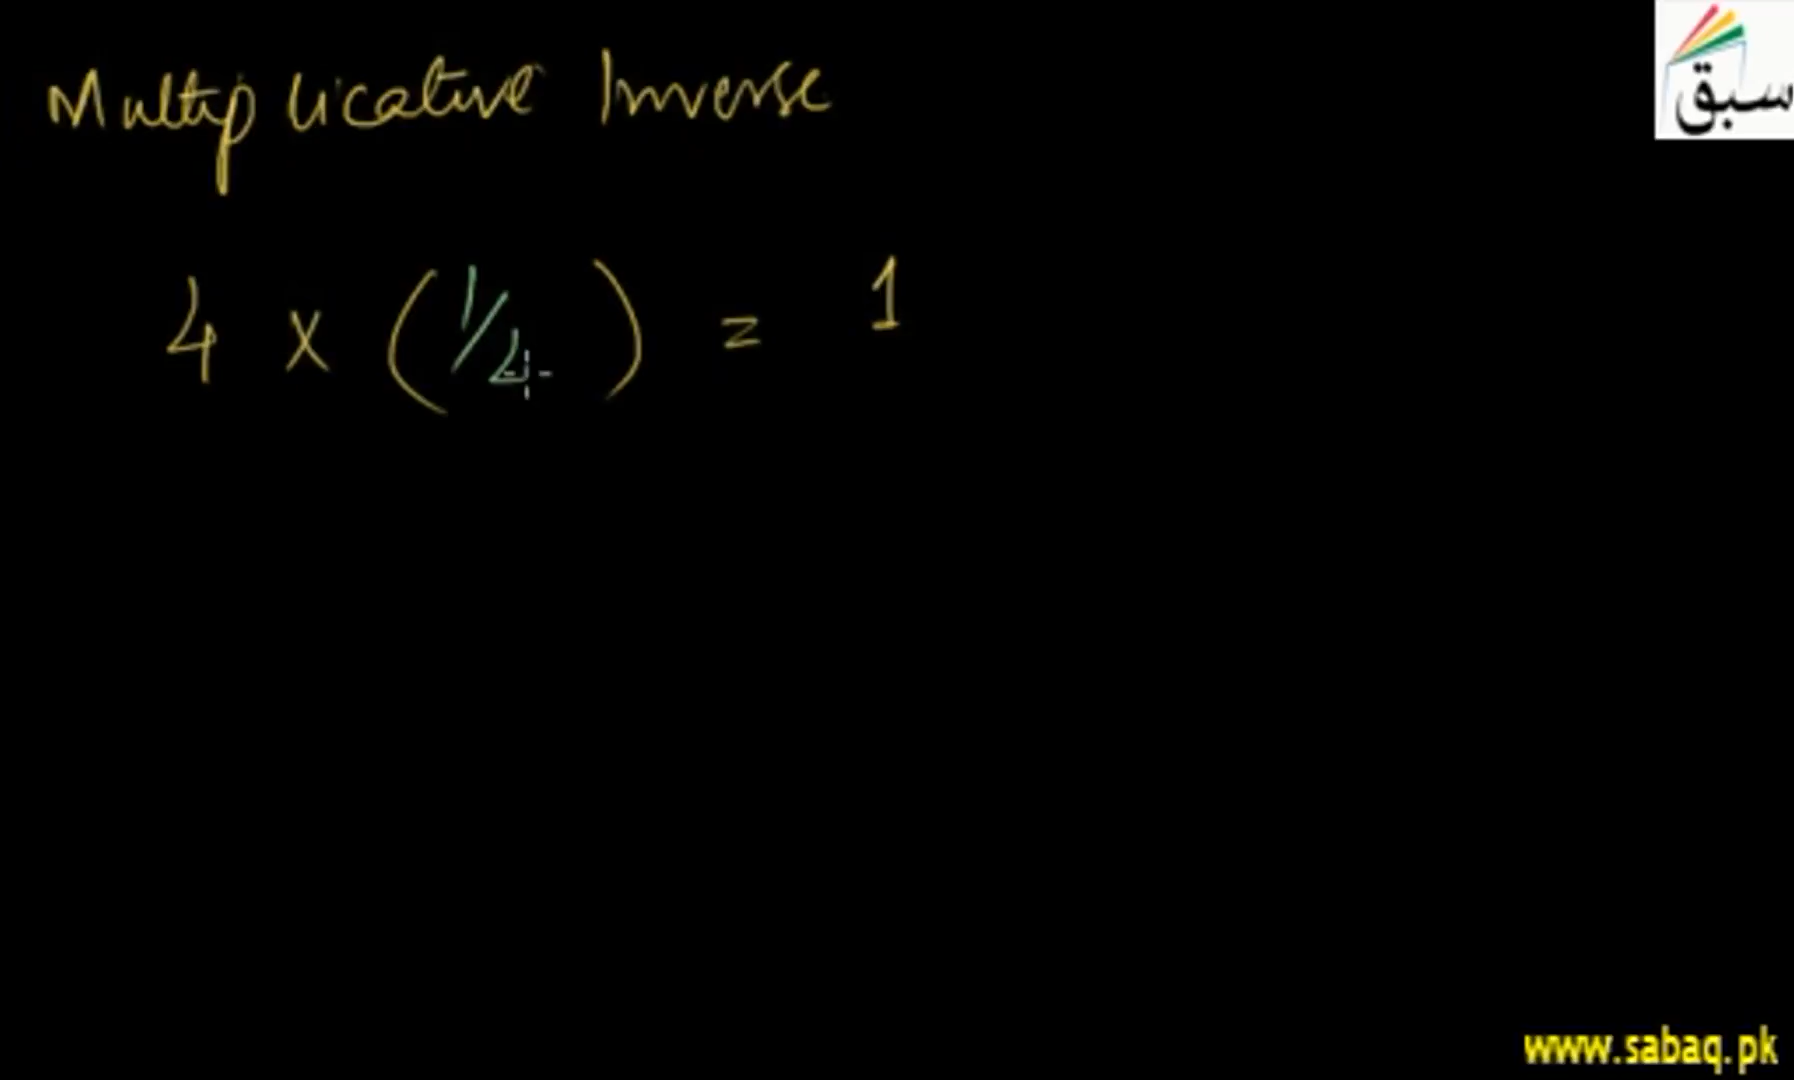 Multiplicative Inverse
سبق
4 x (1/4) = 1
www.sabaq.pk